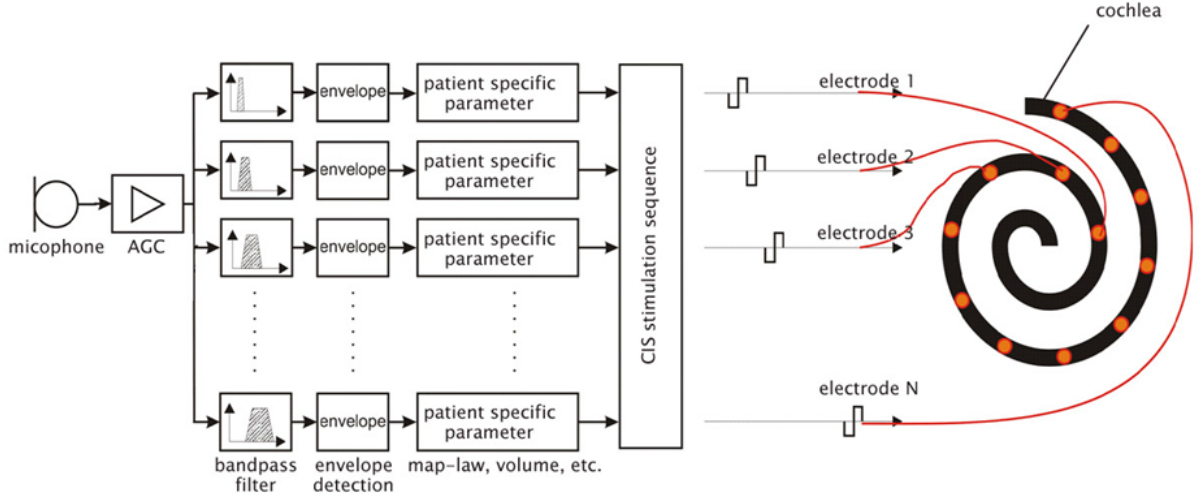 cochlea
envelope
patient specific
parameter
electrode 1
envelope
patient specific
parameter
electrode 2
micophone
AGC
envelope
patient specific
parameter
CIS stimulation sequence
electrode 3
envelope
patient specific
parameter
electrode N
bandpass
filter
envelope
detection
map-law, volume, etc.